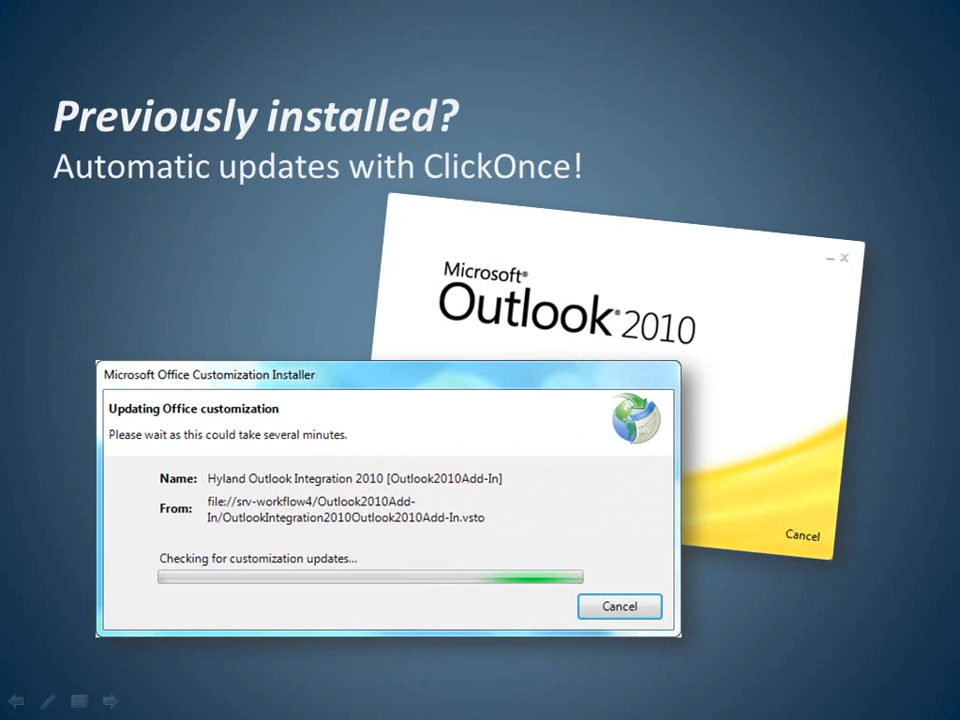 Previously installed?
Automatic updates with ClickOnce!
Microsoft®
Outlook® 2010
Cancel
Microsoft Office Customization Installer
Updating Office customization
Please wait as this could take several minutes.
Name: Hyland Outlook Integration 2010 [Outlook2010Add-In]
From: file://srv-workflow4/Outlook2010Add-
In/OutlookIntegration2010Outlook2010Add-In.vsto
Checking for customization updates...
Cancel